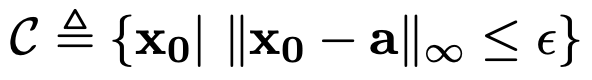 𝒞 ≜ {𝐱₀| ‖𝐱₀ − 𝐚‖∞ ≤ ϵ}